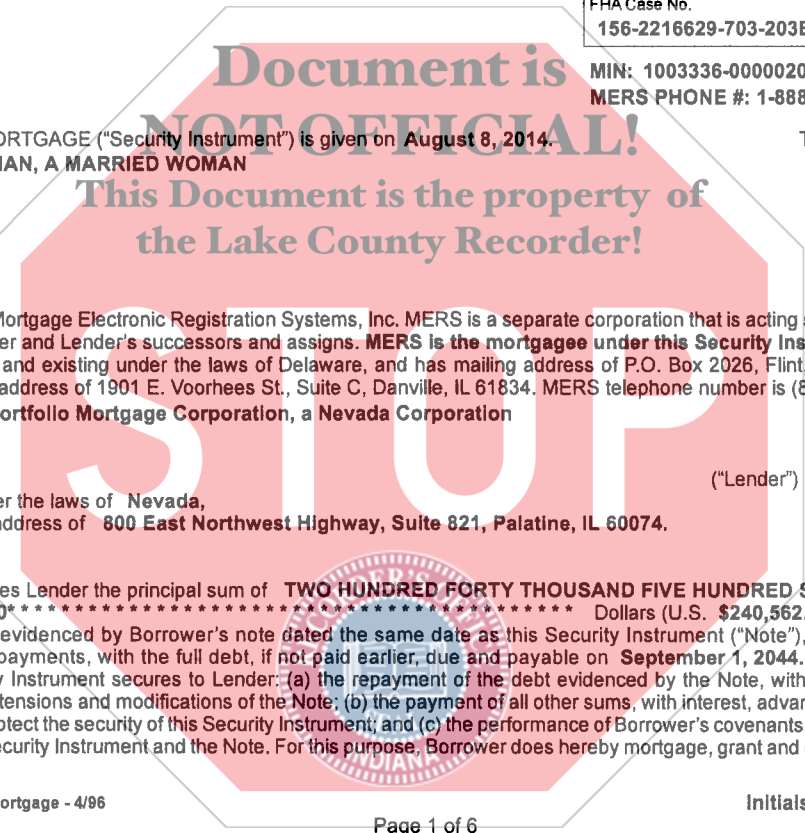 FHA Case No.
156-2216629-703-203B
MIN: 1003336-0000020
MERS PHONE #: 1-888
Document is
NOT OFFICIAL!
This Document is the property of
the Lake County Recorder!
ORTGAGE ("Security Instrument") is given on August 8, 2014. T
IAN, A MARRIED WOMAN
STOP
Mortgage Electronic Registration Systems, Inc. MERS is a separate corporation that is acting
er and Lender's successors and assigns. MERS is the mortgagee under this Security Ins
and existing under the laws of Delaware, and has mailing address of P.O. Box 2026, Flint,
address of 1901 E. Voorhees St., Suite C, Danville, IL 61834. MERS telephone number is (8
ortfolio Mortgage Corporation, a Nevada Corporation
("Lender")
er the laws of Nevada,
ddress of 800 East Northwest Highway, Suite 821, Palatine, IL 60074.
es Lender the principal sum of TWO HUNDRED FORTY THOUSAND FIVE HUNDRED S
0* * * * * * * * * * * * * * * * * * * * * * * * * * * * * * * * * * * * * * * * * * * * Dollars (U.S. $240,562.
evidenced by Borrower's note dated the same date as this Security Instrument ("Note"),
payments, with the full debt, if not paid earlier, due and payable on September 1, 2044.
y Instrument secures to Lender: (a) the repayment of the debt evidenced by the Note, with
tensions and modifications of the Note; (b) the payment of all other sums, with interest, advan
otect the security of this Security Instrument; and (c) the performance of Borrower's covenants
ecurity Instrument and the Note. For this purpose, Borrower does hereby mortgage, grant and
RECORDER'S OFFICE
INDIANA
ortgage - 4/96
Initials
Page 1 of 6